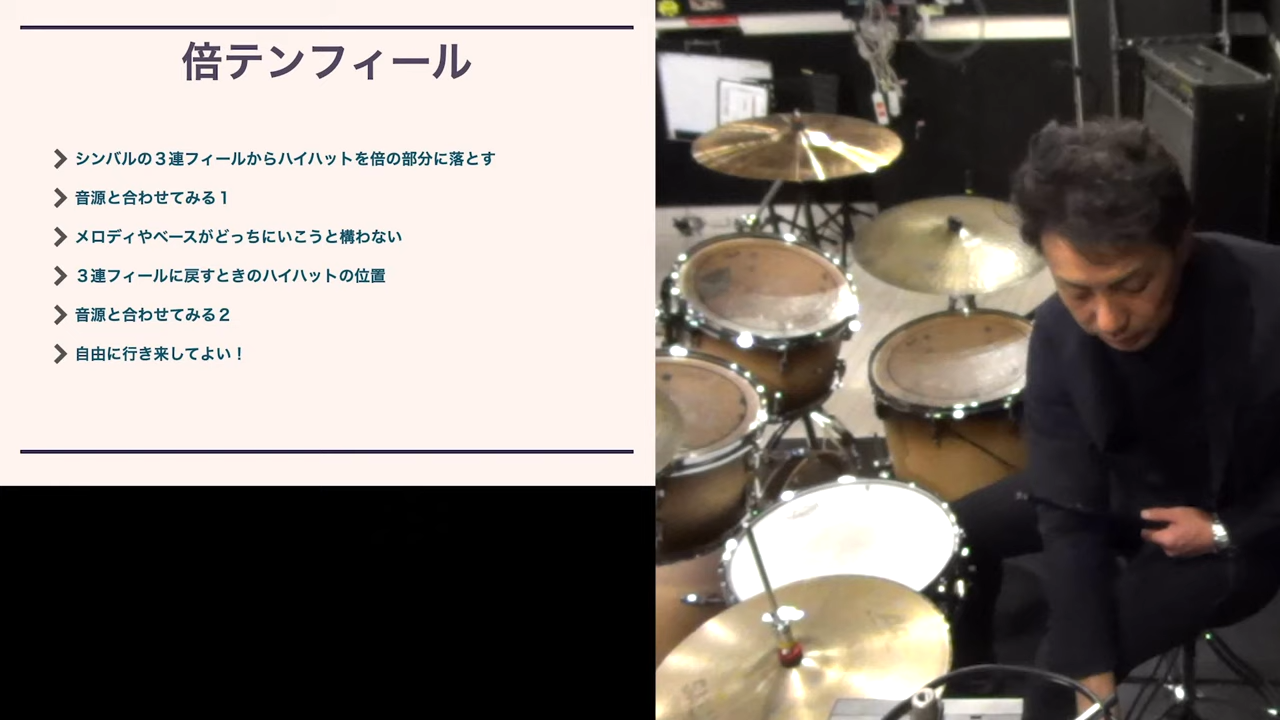 倍テンフィール
シンバルの３連フィールからハイハットを倍の部分に落とす
音源と合わせてみる１
メロディやベースがどっちにいこうと構わない
３連フィールに戻すときのハイハットの位置
音源と合わせてみる２
自由に行き来してよい！